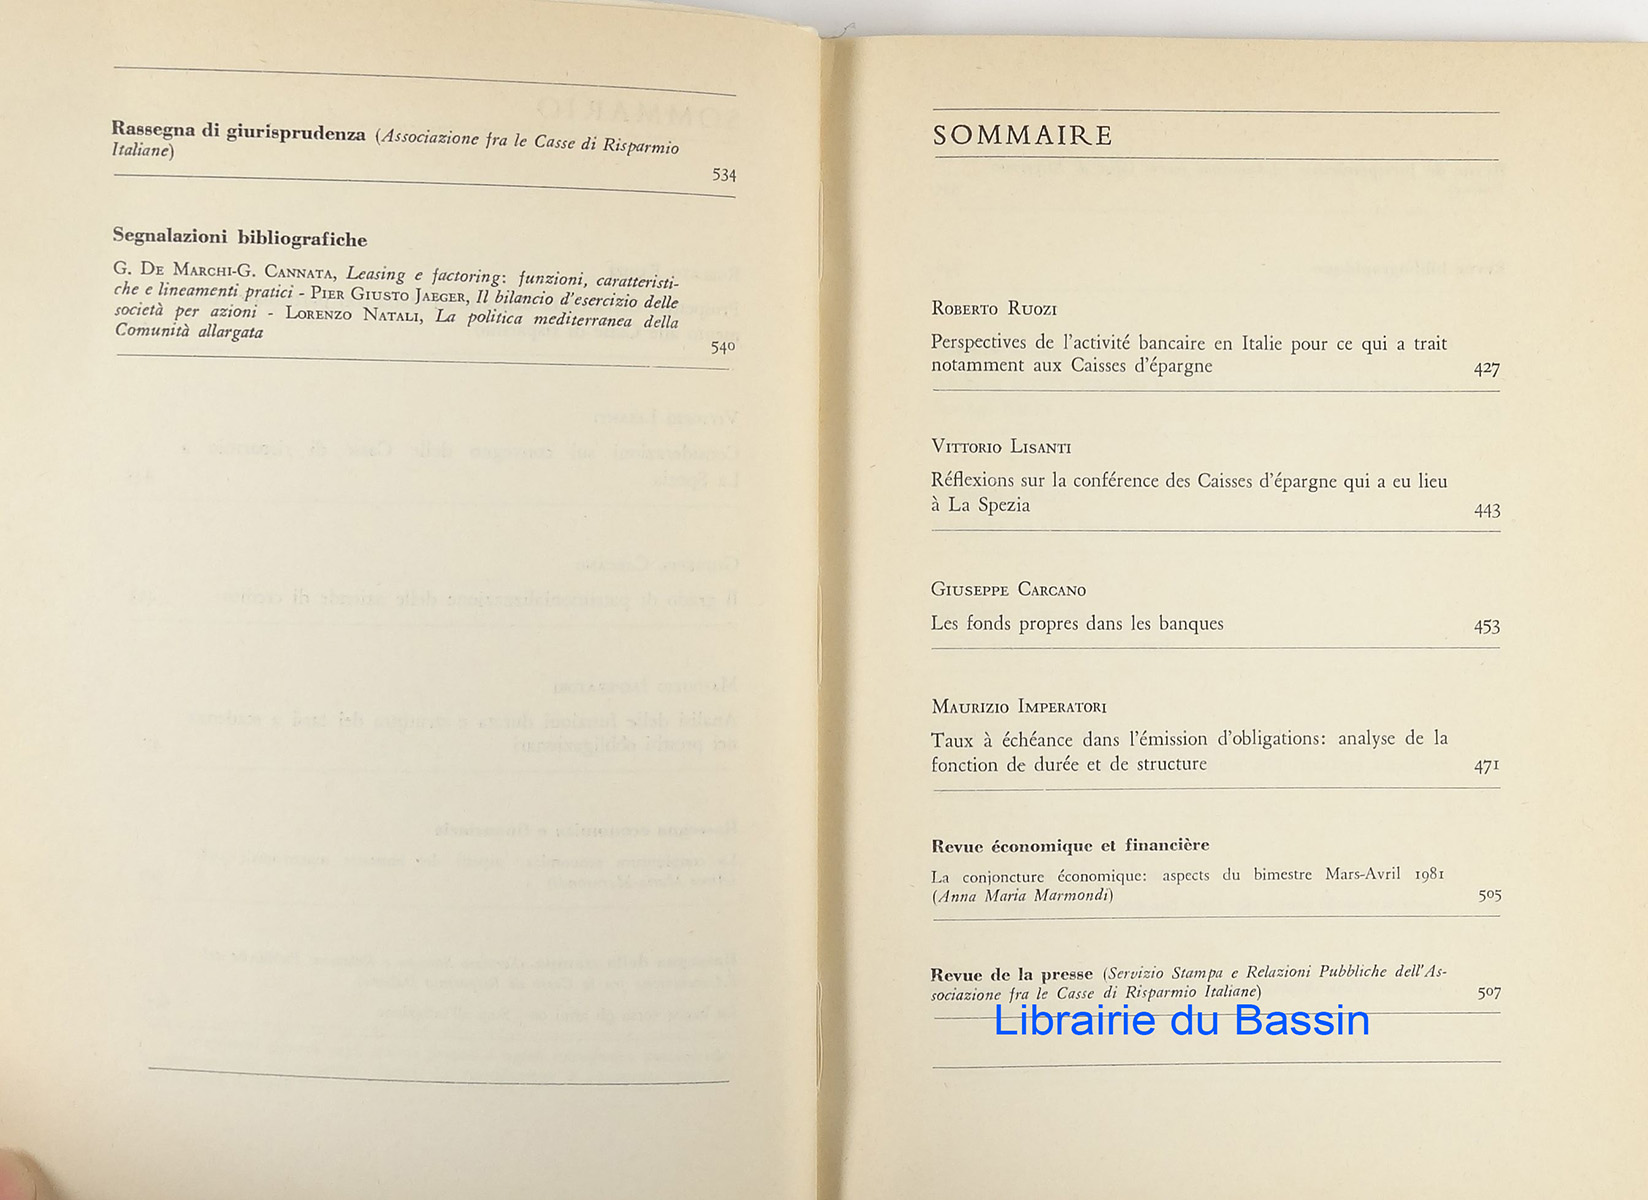 Rassegna di giurisprudenza (Associazione fra le Casse di Risparmio
Italiane)
534
Segnalazioni bibliografiche
G. De Marchi-G. Cannata, Leasing e factoring: funzioni, caratteristi-
che e lineamenti pratici - Pier Giusto Jaeger, Il bilancio d'esercizio delle
società per azioni - Lorenzo Natali, La politica mediterranea della
Comunità allargata
540
SOMMAIRE
Roberto Ruozi
Perspectives de l'activité bancaire en Italie pour ce qui a trait
notamment aux Caisses d'épargne 427
Vittorio Lisanti
Réflexions sur la conférence des Caisses d'épargne qui a eu lieu
à La Spezia 443
Giuseppe Carcano
Les fonds propres dans les banques 453
Maurizio Imperatori
Taux à échéance dans l'émission d'obligations: analyse de la
fonction de durée et de structure 471
Revue économique et financière
La conjoncture économique: aspects du bimestre Mars-Avril 1981
(Anna Maria Marmondi) 505
Revue de la presse (Servizio Stampa e Relazioni Pubbliche dell'As-
sociazione fra le Casse di Risparmio Italiane) 507
Librairie du Bassin